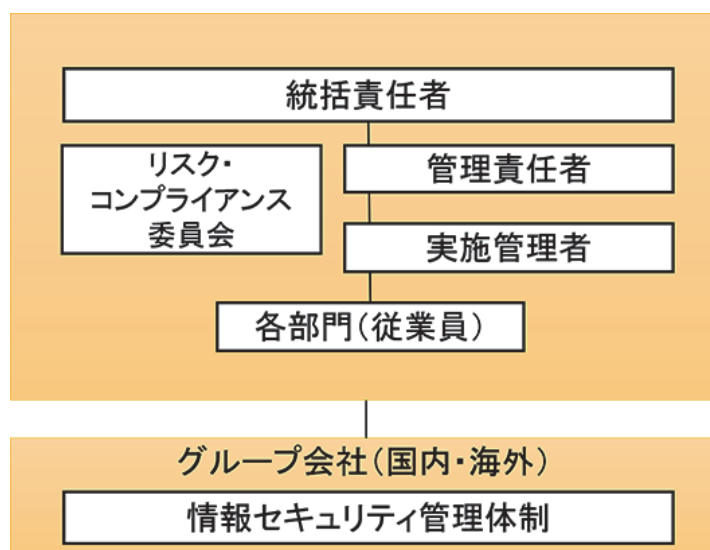 統括責任者
リスク・
コンプライアンス
委員会
管理責任者
実施管理者
各部門(従業員)
グループ会社(国内・海外)
情報セキュリティ管理体制